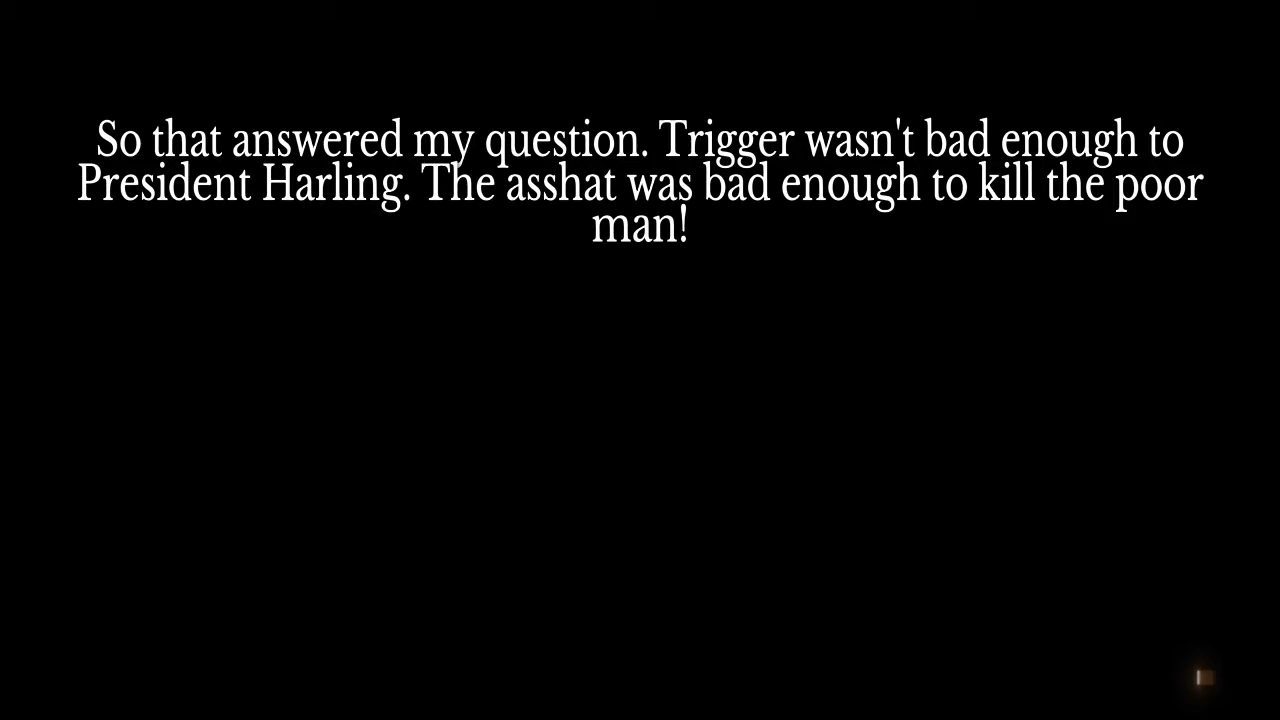 So that answered my question. Trigger wasn't bad enough to
President Harling. The asshat was bad enough to kill the poor
man!